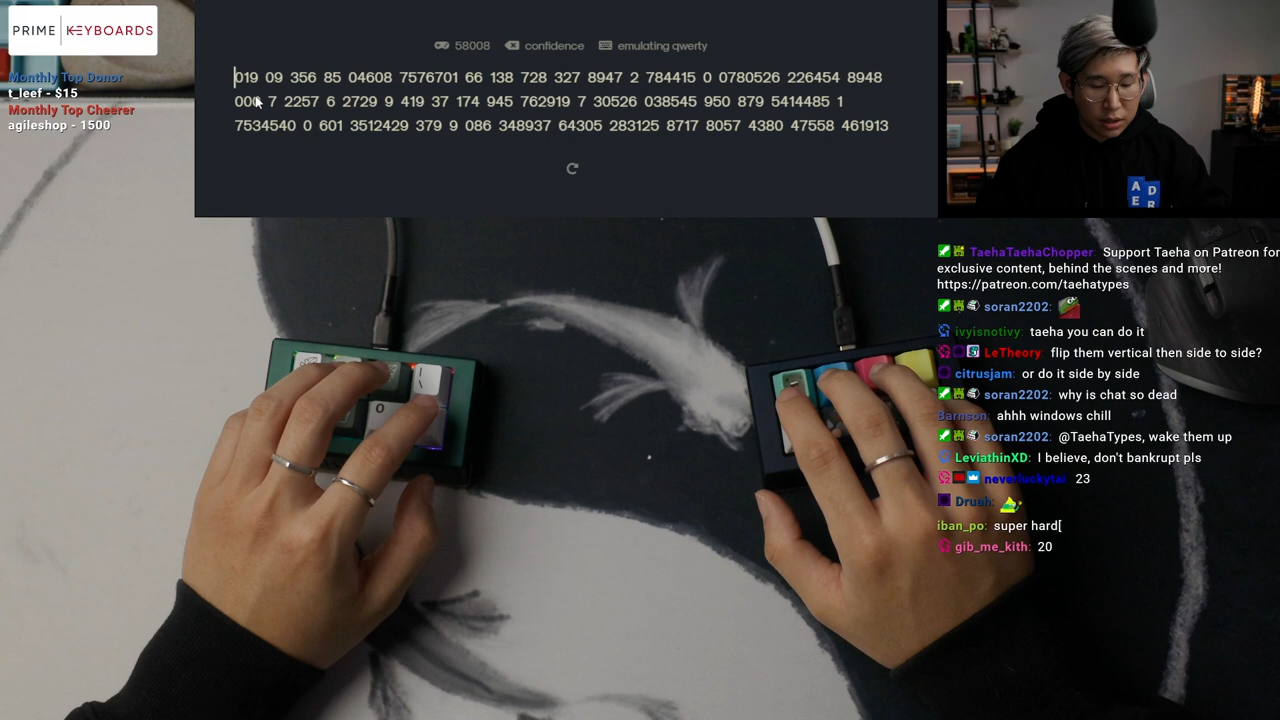 PRIME KEYBOARDS
Monthly Top Donor
t_leef - $15
Monthly Top Cheerer
agileshop - 1500
58008 confidence emulating qwerty
019 09 356 85 04608 7576701 66 138 728 327 8947 2 784415 0 0780526 226454 8948
000 7 2257 6 2729 9 419 37 174 945 762919 7 30526 038545 950 879 5414485 1
7534540 0 601 3512429 379 9 086 348937 64305 283125 8717 8057 4380 47558 461913
A D
E R
TaehaTaehaChopper: Support Taeha on Patreon for
exclusive content, behind the scenes and more!
https://patreon.com/taehatypes
soran2202:
ivyisnotivy: taeha you can do it
LeTheory: flip them vertical then side to side?
citrusjam: or do it side by side
soran2202: why is chat so dead
Barnson: ahhh windows chill
soran2202: @TaehaTypes, wake them up
LeviathinXD: I believe, don't bankrupt pls
neverluckytai: 23
Druah:
iban_po: super hard[
gib_me_kith: 20
O